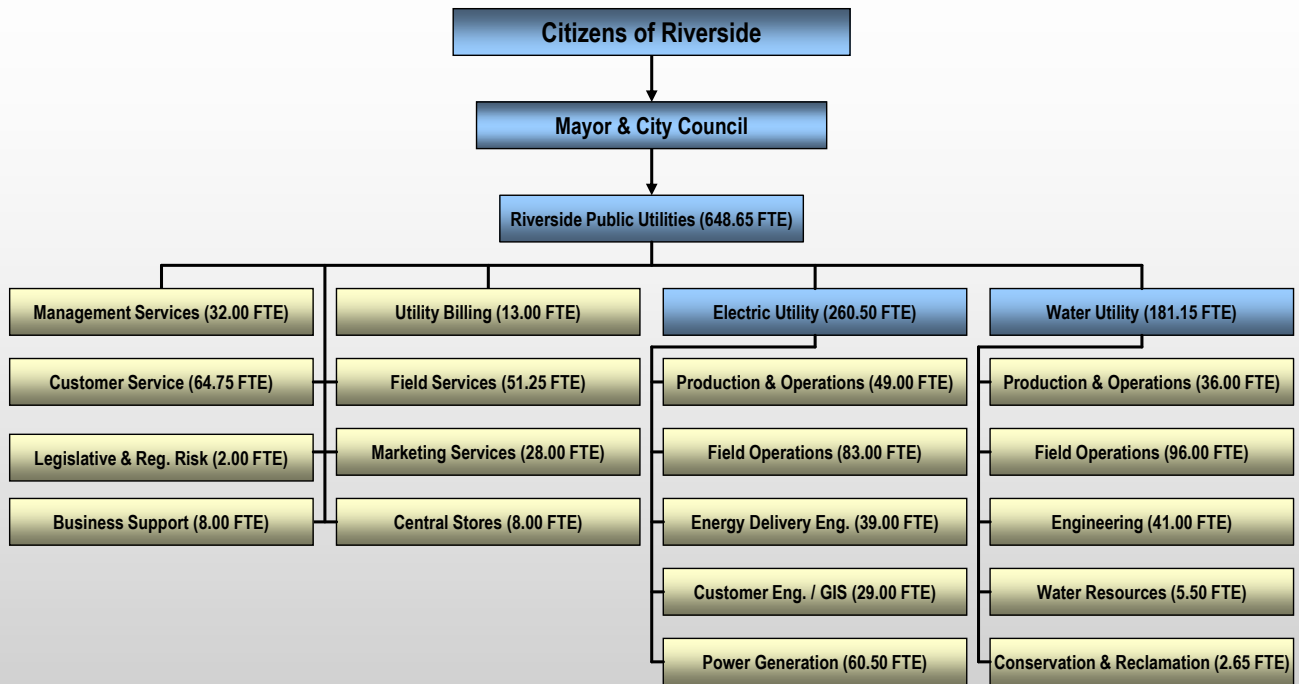 Citizens of Riverside
Mayor & City Council
Riverside Public Utilities (648.65 FTE)
Management Services (32.00 FTE)
Utility Billing (13.00 FTE)
Electric Utility (260.50 FTE)
Water Utility (181.15 FTE)
Customer Service (64.75 FTE)
Field Services (51.25 FTE)
Production & Operations (49.00 FTE)
Production & Operations (36.00 FTE)
Legislative & Reg. Risk (2.00 FTE)
Marketing Services (28.00 FTE)
Field Operations (83.00 FTE)
Field Operations (96.00 FTE)
Business Support (8.00 FTE)
Central Stores (8.00 FTE)
Energy Delivery Eng. (39.00 FTE)
Engineering (41.00 FTE)
Customer Eng. / GIS (29.00 FTE)
Water Resources (5.50 FTE)
Power Generation (60.50 FTE)
Conservation & Reclamation (2.65 FTE)